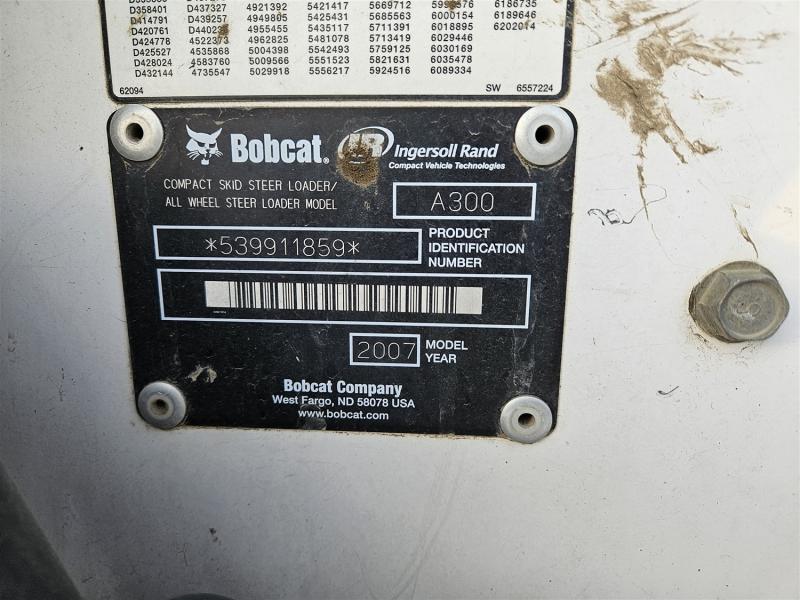 D358401 D437327 4921392 5421417 5669712 6186735
D414791 D439257 4949805 5425431 5685563 6000154 6189646
D420761 4955455 5435117 5711391 6018895 6202014
D424778 4522373 4962825 5481078 5713419 6029446
D425527 4535868 5004398 5542493 5759125 6030169
D428024 4583760 5009566 5551523 5821631 6035478
D432144 4735547 5029918 5556217 5924516 6089334
62094 SW 6557224
Bobcat® IR Ingersoll Rand
Compact Vehicle Technologies
COMPACT SKID STEER LOADER/
ALL WHEEL STEER LOADER MODEL
A300
*539911859*
PRODUCT
IDENTIFICATION
NUMBER
2007
MODEL
YEAR
Bobcat Company
West Fargo, ND 58078 USA
www.bobcat.com